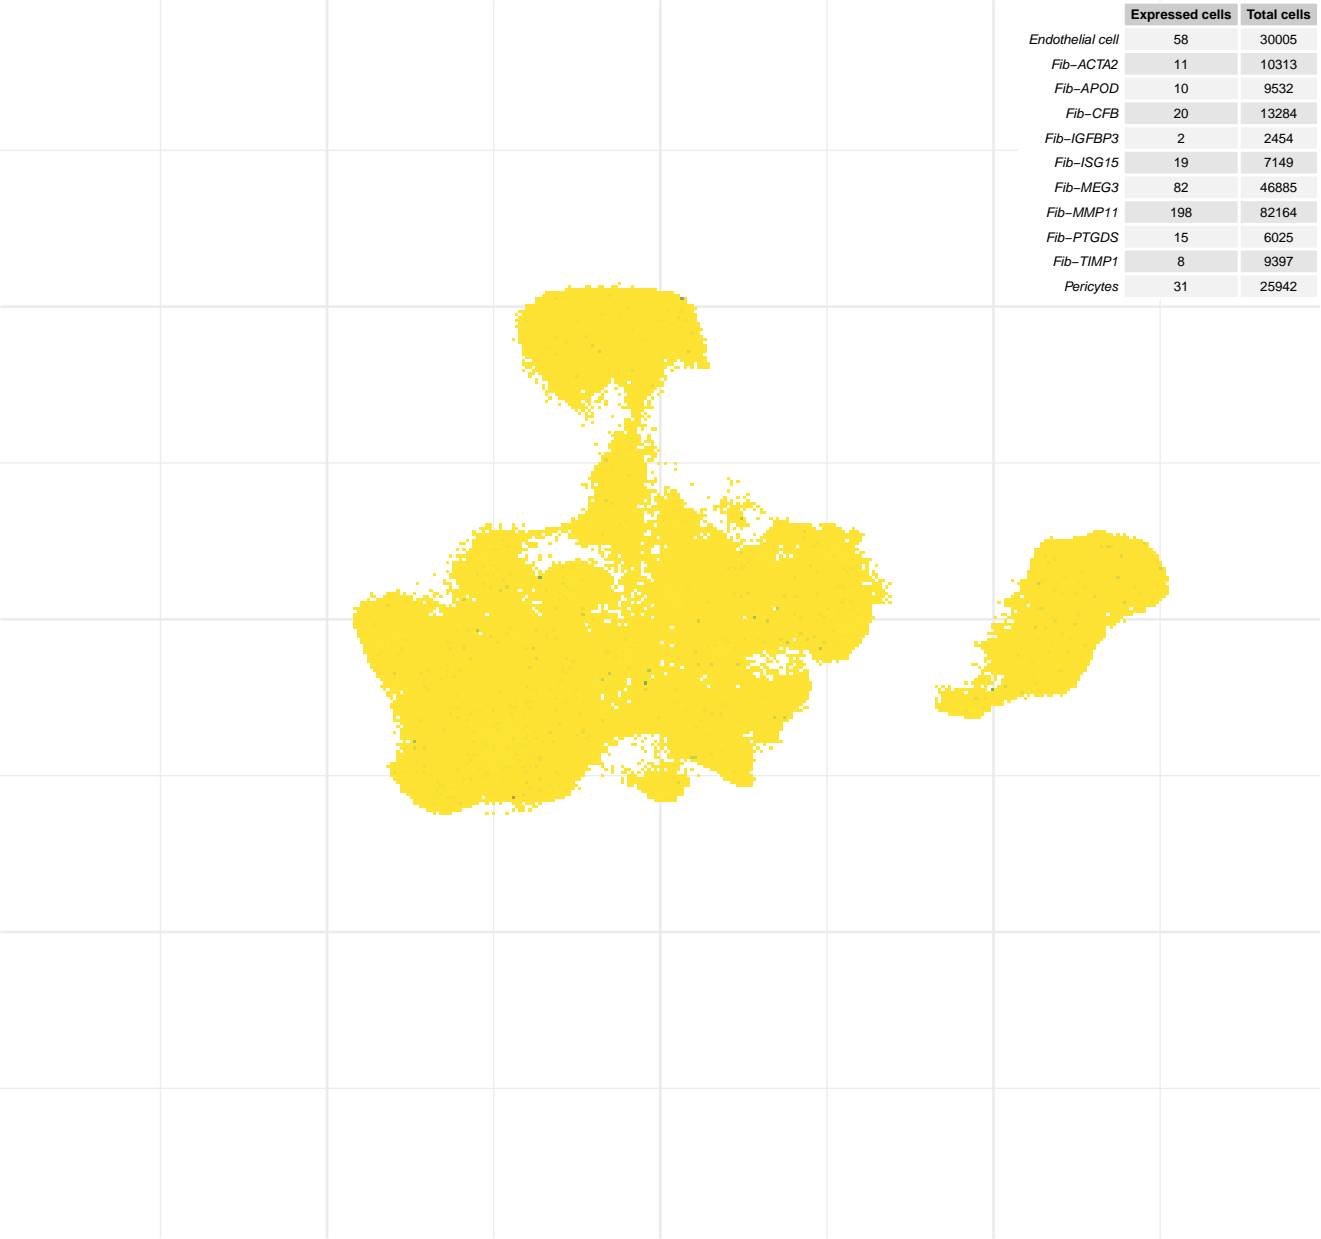 Expressed cells Total cells
Endothelial cell 58 30005
Fib−ACTA2 11 10313
Fib−APOD 10 9532
Fib−CFB 20 13284
Fib−IGFBP3 2 2454
Fib−ISG15 19 7149
Fib−MEG3 82 46885
Fib−MMP11 198 82164
Fib−PTGDS 15 6025
Fib−TIMP1 8 9397
Pericytes 31 25942